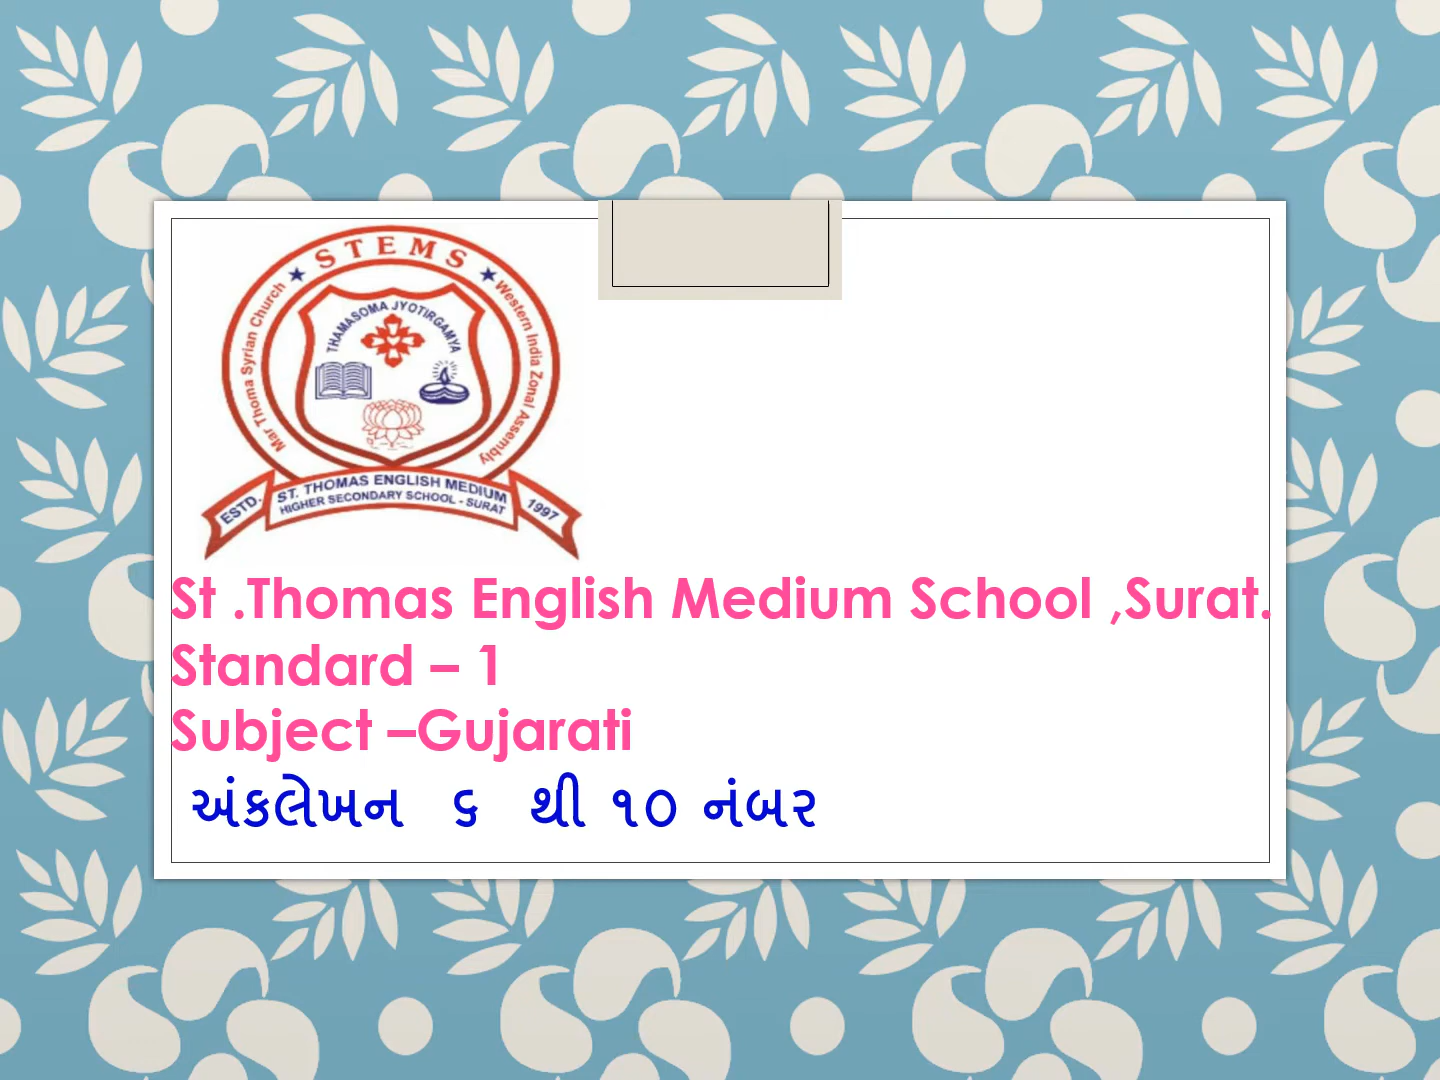 STEMS
Mar Thoma Syrian Church
Western India Zonal Assembly
THAMASOMA JYOTIRGAMYA
ESTD.
ST. THOMAS ENGLISH MEDIUM
HIGHER SECONDARY SCHOOL - SURAT
1997
St .Thomas English Medium School ,Surat.
Standard – 1
Subject –Gujarati
અંકલેખન ૬ થી ૧૦ નંબર